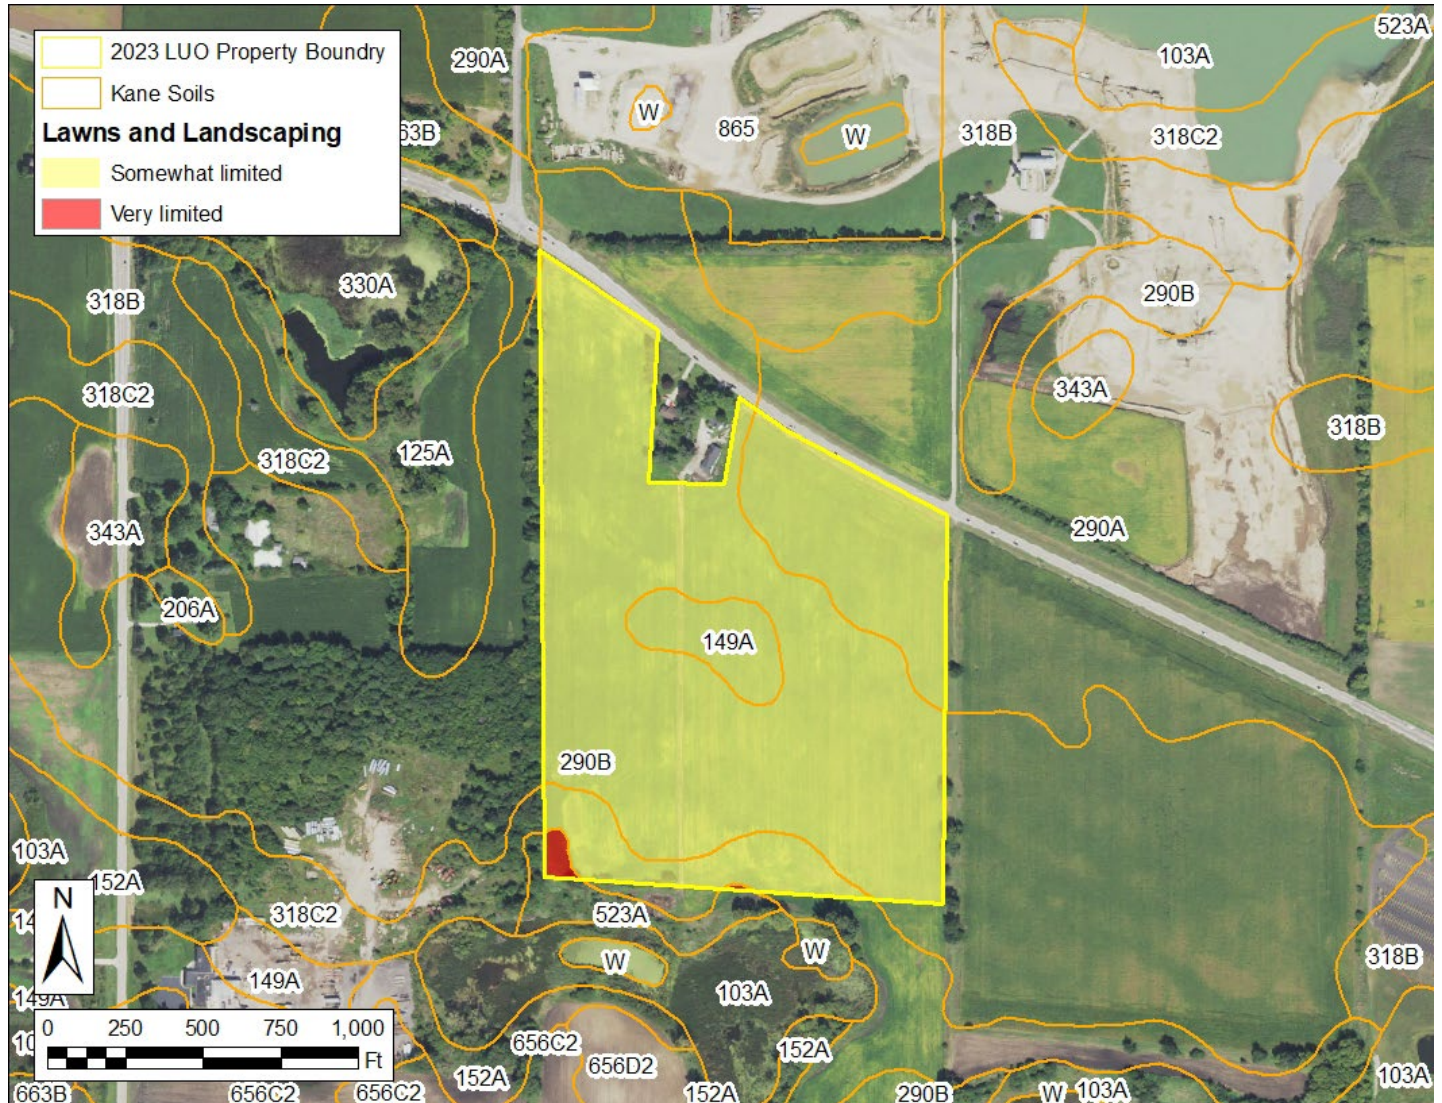 2023 LUO Property Boundry
Kane Soils
Lawns and Landscaping
Somewhat limited
Very limited
290A
63B
W
865
W
318B
103A
318C2
523A
330A
318B
290B
318C2
343A
318B
318C2
125A
343A
290A
206A
149A
290B
103A
152A
318C2
523A
W
W
318B
149A
103A
149A
656C2
152A
656D2
152A
103A
663B
656C2
656C2
152A
290B
W
103A
N
0 250 500 750 1,000
Ft